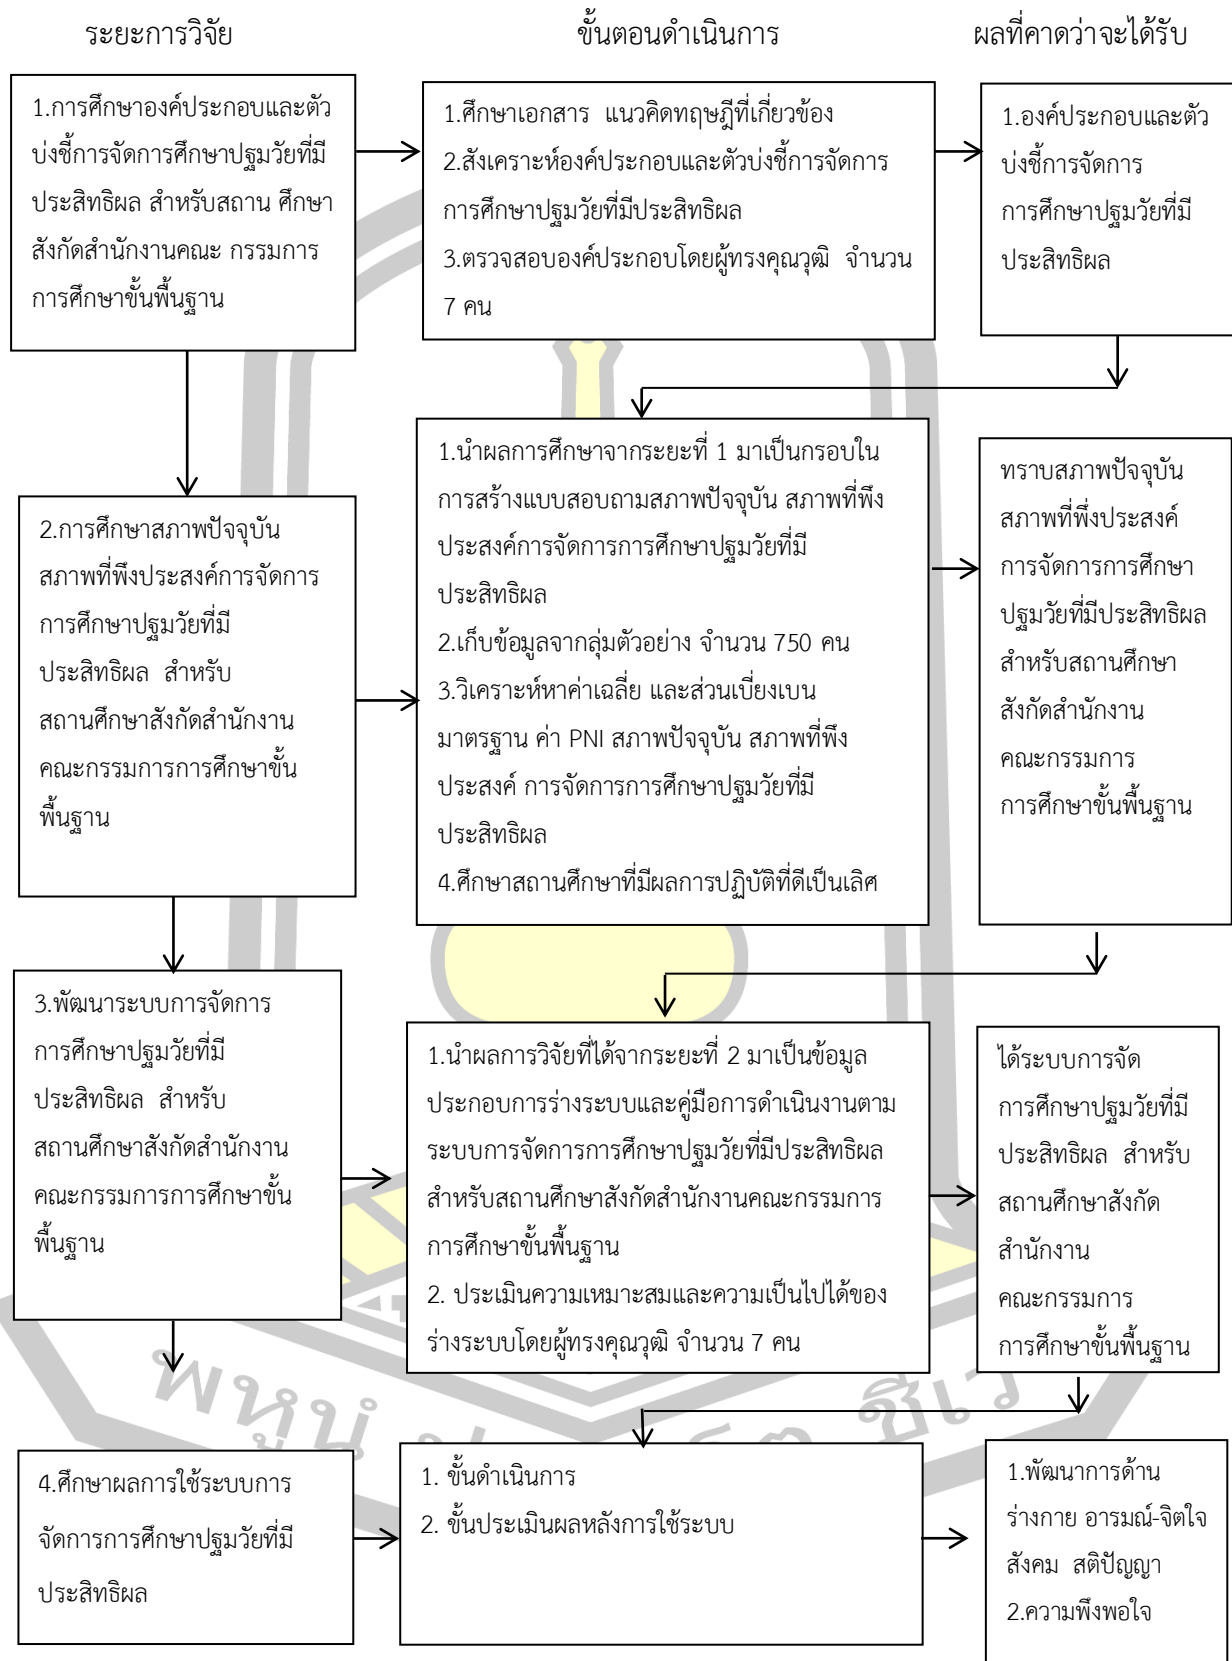 ระยะการวิจัย
ขั้นตอนดำเนินการ
ผลที่คาดว่าจะได้รับ
1.การศึกษาองค์ประกอบและตัว
บ่งชี้การจัดการศึกษาปฐมวัยที่มี
ประสิทธิผล สำหรับสถาน ศึกษา
สังกัดสำนักงานคณะ กรรมการ
การศึกษาขั้นพื้นฐาน
1.ศึกษาเอกสาร แนวคิดทฤษฎีที่เกี่ยวข้อง
2.สังเคราะห์องค์ประกอบและตัวบ่งชี้การจัดการ
การศึกษาปฐมวัยที่มีประสิทธิผล
3.ตรวจสอบองค์ประกอบโดยผู้ทรงคุณวุฒิ จำนวน
7 คน
1.องค์ประกอบและตัว
บ่งชี้การจัดการ
การศึกษาปฐมวัยที่มี
ประสิทธิผล
2.การศึกษาสภาพปัจจุบัน
สภาพที่พึงประสงค์การจัดการ
การศึกษาปฐมวัยที่มี
ประสิทธิผล สำหรับ
สถานศึกษาสังกัดสำนักงาน
คณะกรรมการการศึกษาขั้น
พื้นฐาน
1.นำผลการศึกษาจากระยะที่ 1 มาเป็นกรอบใน
การสร้างแบบสอบถามสภาพปัจจุบัน สภาพที่พึง
ประสงค์การจัดการการศึกษาปฐมวัยที่มี
ประสิทธิผล
2.เก็บข้อมูลจากลุ่มตัวอย่าง จำนวน 750 คน
3.วิเคราะห์หาค่าเฉลี่ย และส่วนเบี่ยงเบน
มาตรฐาน ค่า PNI สภาพปัจจุบัน สภาพที่พึง
ประสงค์ การจัดการการศึกษาปฐมวัยที่มี
ประสิทธิผล
4.ศึกษาสถานศึกษาที่มีผลการปฏิบัติที่ดีเป็นเลิศ
ทราบสภาพปัจจุบัน
สภาพที่พึ่งประสงค์
การจัดการการศึกษา
ปฐมวัยที่มีประสิทธิผล
สำหรับสถานศึกษา
สังกัดสำนักงาน
คณะกรรมการ
การศึกษาขั้นพื้นฐาน
3.พัฒนาระบบการจัดการ
การศึกษาปฐมวัยที่มี
ประสิทธิผล สำหรับ
สถานศึกษาสังกัดสำนักงาน
คณะกรรมการการศึกษาขั้น
พื้นฐาน
1.นำผลการวิจัยที่ได้จากระยะที่ 2 มาเป็นข้อมูล
ประกอบการร่างระบบและคู่มือการดำเนินงานตาม
ระบบการจัดการการศึกษาปฐมวัยที่มีประสิทธิผล
สำหรับสถานศึกษาสังกัดสำนักงานคณะกรรมการ
การศึกษาขั้นพื้นฐาน
2. ประเมินความเหมาะสมและความเป็นไปได้ของ
ร่างระบบโดยผู้ทรงคุณวุฒิ จำนวน 7 คน
ได้ระบบการจัด
การศึกษาปฐมวัยที่มี
ประสิทธิผล สำหรับ
สถานศึกษาสังกัด
สำนักงาน
คณะกรรมการ
การศึกษาขั้นพื้นฐาน
พหูนํ
ชีเว
4.ศึกษาผลการใช้ระบบการ
จัดการการศึกษาปฐมวัยที่มี
ประสิทธิผล
1. ขั้นดำเนินการ
2. ขั้นประเมินผลหลังการใช้ระบบ
1.พัฒนาการด้าน
ร่างกาย อารมณ์-จิตใจ
สังคม สติปัญญา
2.ความพึงพอใจ